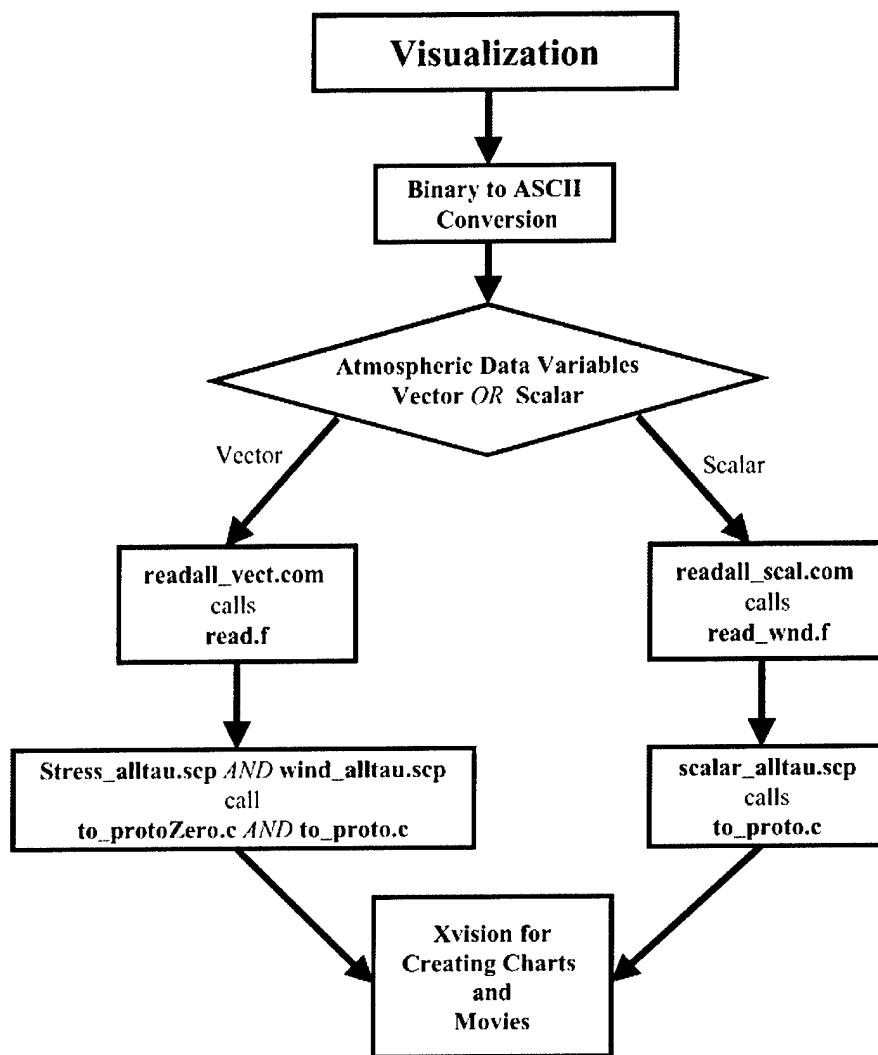 Visualization
Binary to ASCII
Conversion
Atmospheric Data Variables
Vector OR Scalar
Vector
Scalar
readall_vect.com
calls
read.f
readall_scal.com
calls
read_wnd.f
Stress_alltau.scp AND wind_alltau.scp
call
to_protoZero.c AND to_proto.c
scalar_alltau.scp
calls
to_proto.c
Xvision for
Creating Charts
and
Movies